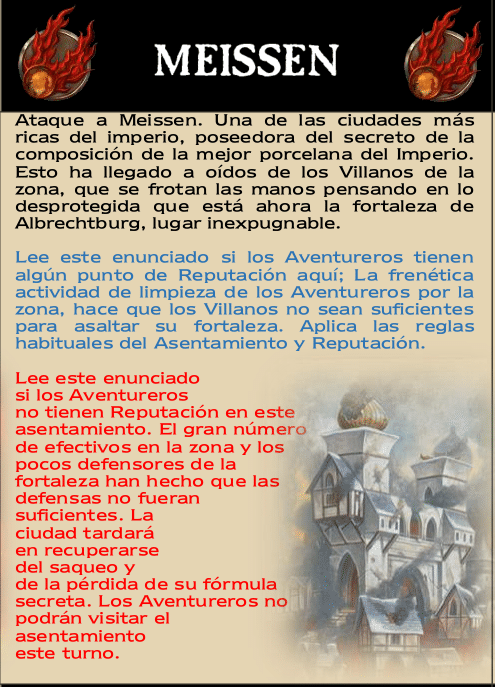 MEISSEN
Ataque a Meissen. Una de las ciudades más
ricas del imperio, poseedora del secreto de la
composición de la mejor porcelana del Imperio.
Esto ha llegado a oídos de los Villanos de la
zona, que se frotan las manos pensando en lo
desprotegida que está ahora la fortaleza de
Albrechtburg, lugar inexpugnable.
Lee este enunciado si los Aventureros tienen
algún punto de Reputación aquí; La frenética
actividad de limpieza de los Aventureros por la
zona, hace que los Villanos no sean suficientes
para asaltar su fortaleza. Aplica las reglas
habituales del Asentamiento y Reputación.
Lee este enunciado
si los Aventureros
no tienen Reputación en este
asentamiento. El gran número
de efectivos en la zona y los
pocos defensores de la
fortaleza han hecho que las
defensas no fueran
suficientes. La
ciudad tardará
en recuperarse
del saqueo y
de la pérdida de su fórmula
secreta. Los Aventureros no
podrán visitar el
asentamiento
este turno.